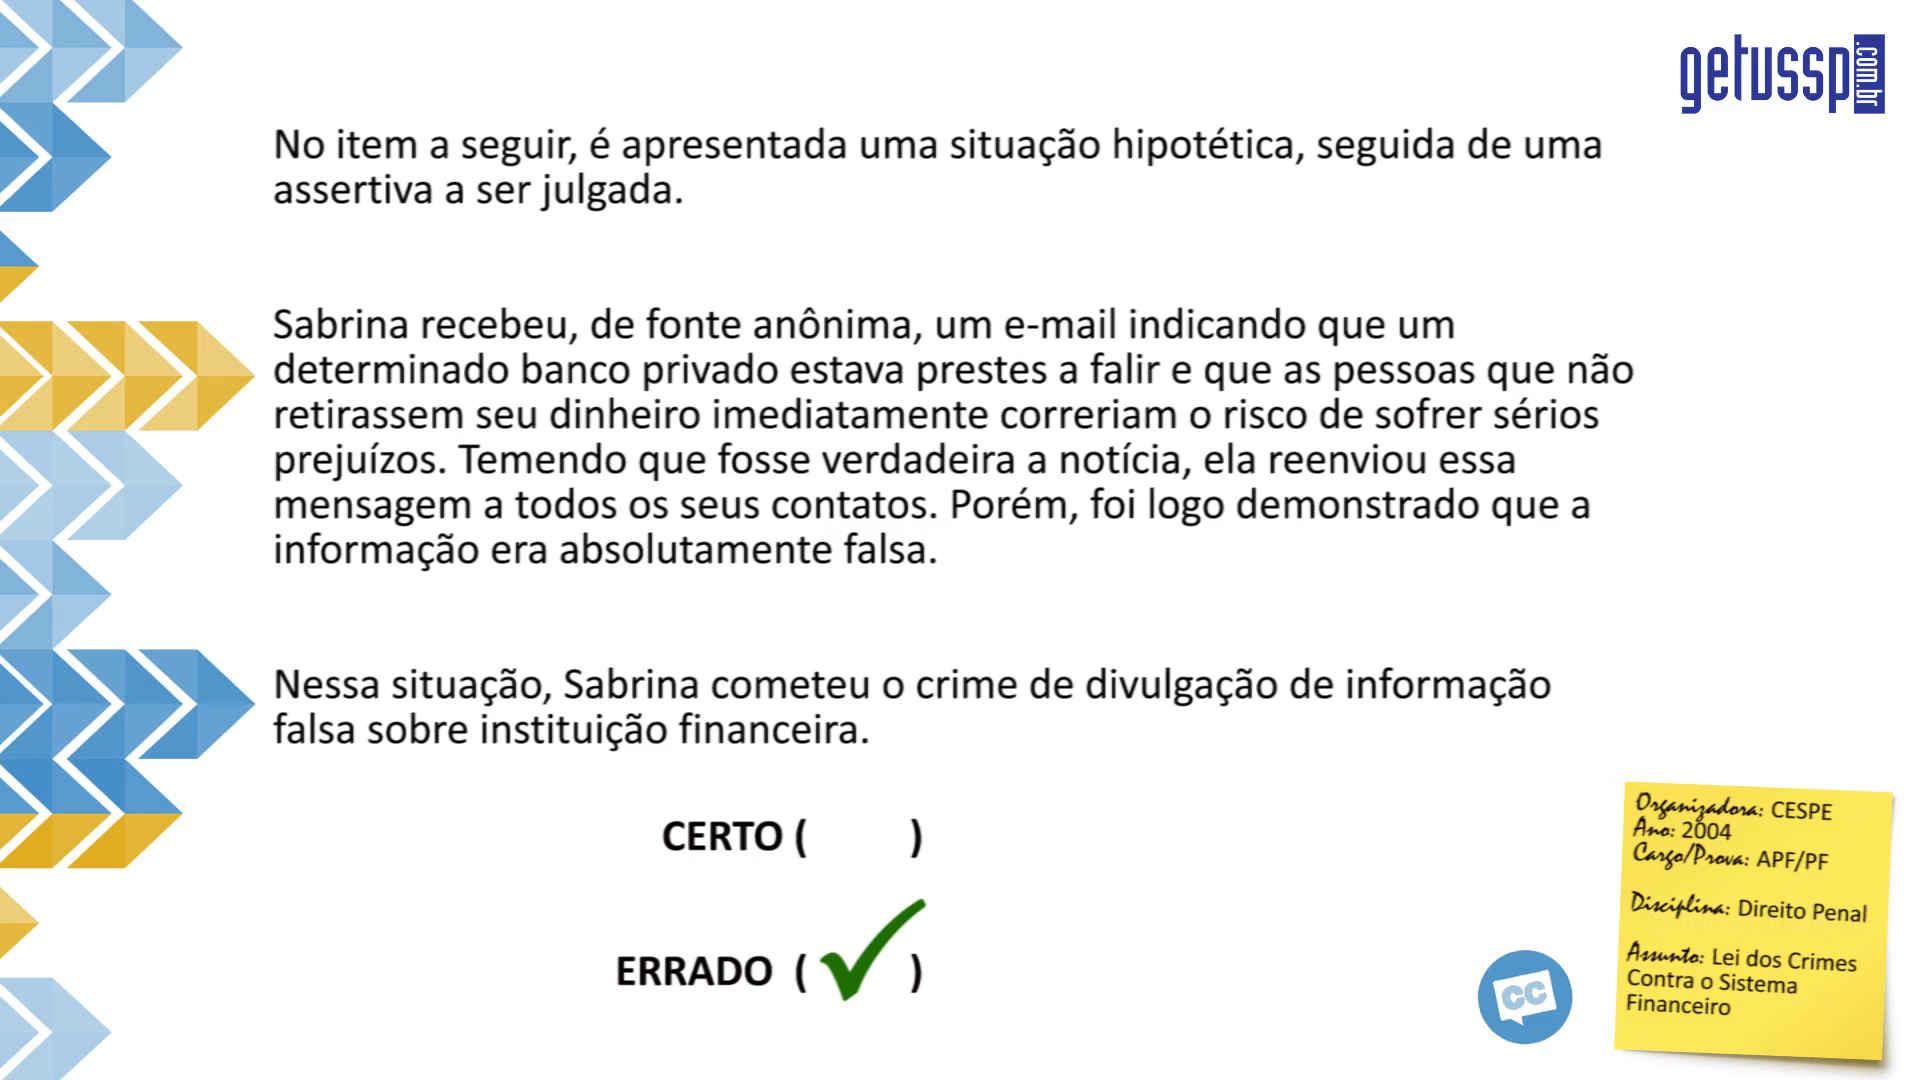 getussp.com.br
No item a seguir, é apresentada uma situação hipotética, seguida de uma
assertiva a ser julgada.
Sabrina recebeu, de fonte anônima, um e-mail indicando que um
determinado banco privado estava prestes a falir e que as pessoas que não
retirassem seu dinheiro imediatamente correriam o risco de sofrer sérios
prejuízos. Temendo que fosse verdadeira a notícia, ela reenviou essa
mensagem a todos os seus contatos. Porém, foi logo demonstrado que a
informação era absolutamente falsa.
Nessa situação, Sabrina cometeu o crime de divulgação de informação
falsa sobre instituição financeira.
CERTO ( )
ERRADO ( ✓ )
CC
Organizadora: CESPE
Ano: 2004
Cargo/Prova: APF/PF
Disciplina: Direito Penal
Assunto: Lei dos Crimes
Contra o Sistema
Financeiro